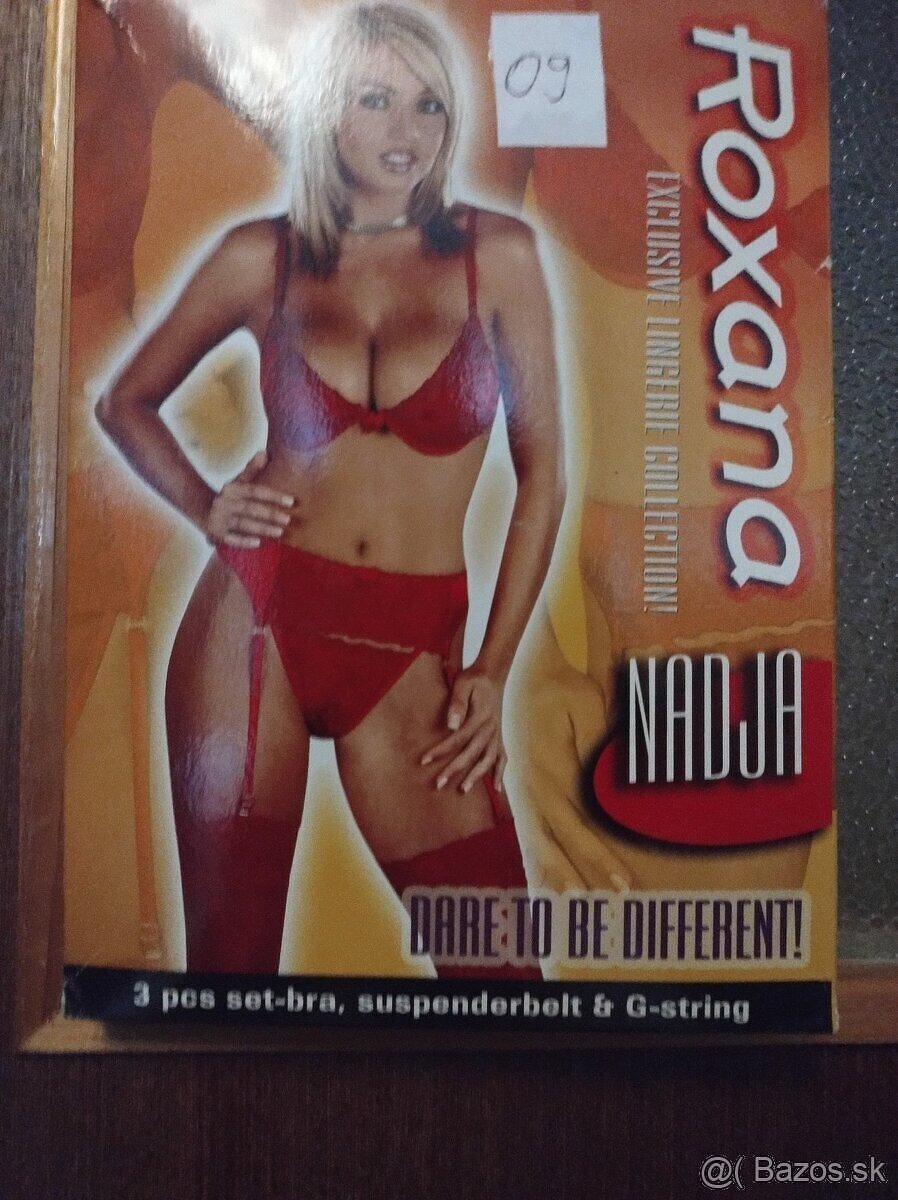 09
Roxana
EXCLUSIVE LINGERIE COLLECTION!
NADJA
DARE TO BE DIFFERENT!
3 pcs set-bra, suspenderbelt & G-string
@( Bazos.sk